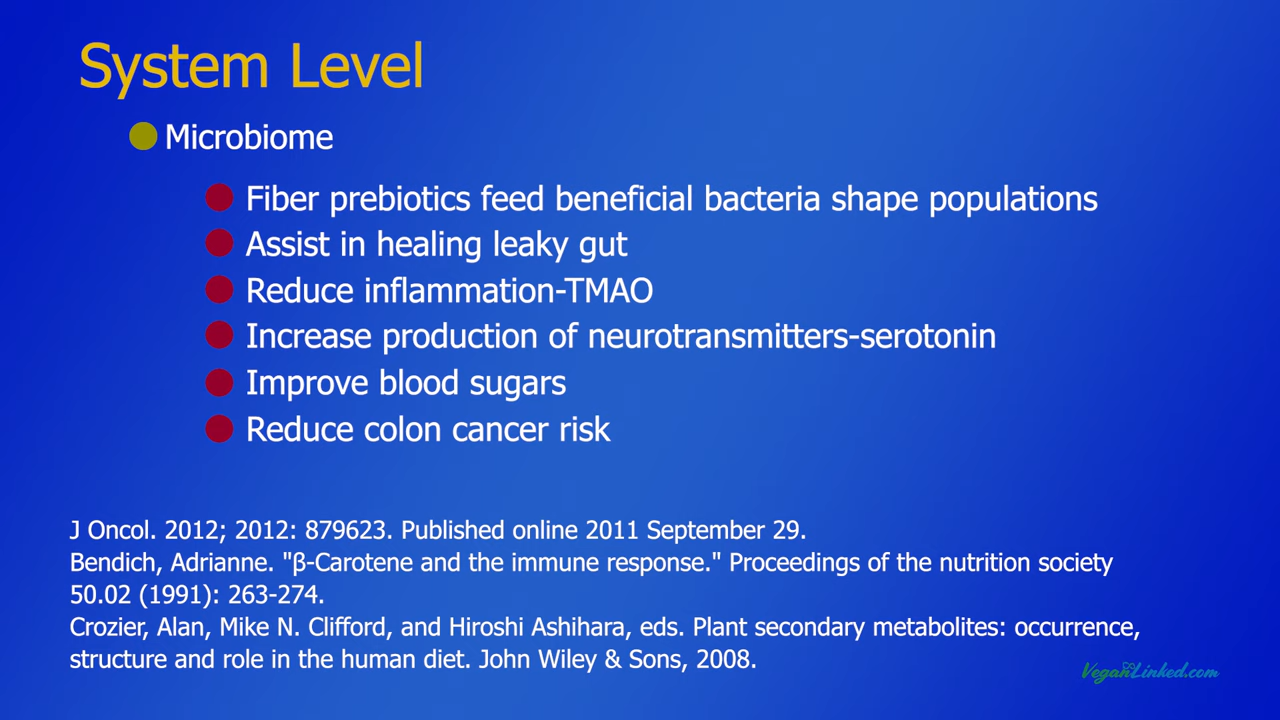 System Level
Microbiome
Fiber prebiotics feed beneficial bacteria shape populations
Assist in healing leaky gut
Reduce inflammation-TMAO
Increase production of neurotransmitters-serotonin
Improve blood sugars
Reduce colon cancer risk
J Oncol. 2012; 2012: 879623. Published online 2011 September 29.
Bendich, Adrianne. "β-Carotene and the immune response." Proceedings of the nutrition society
50.02 (1991): 263-274.
Crozier, Alan, Mike N. Clifford, and Hiroshi Ashihara, eds. Plant secondary metabolites: occurrence,
structure and role in the human diet. John Wiley & Sons, 2008.
VeganLinked.com